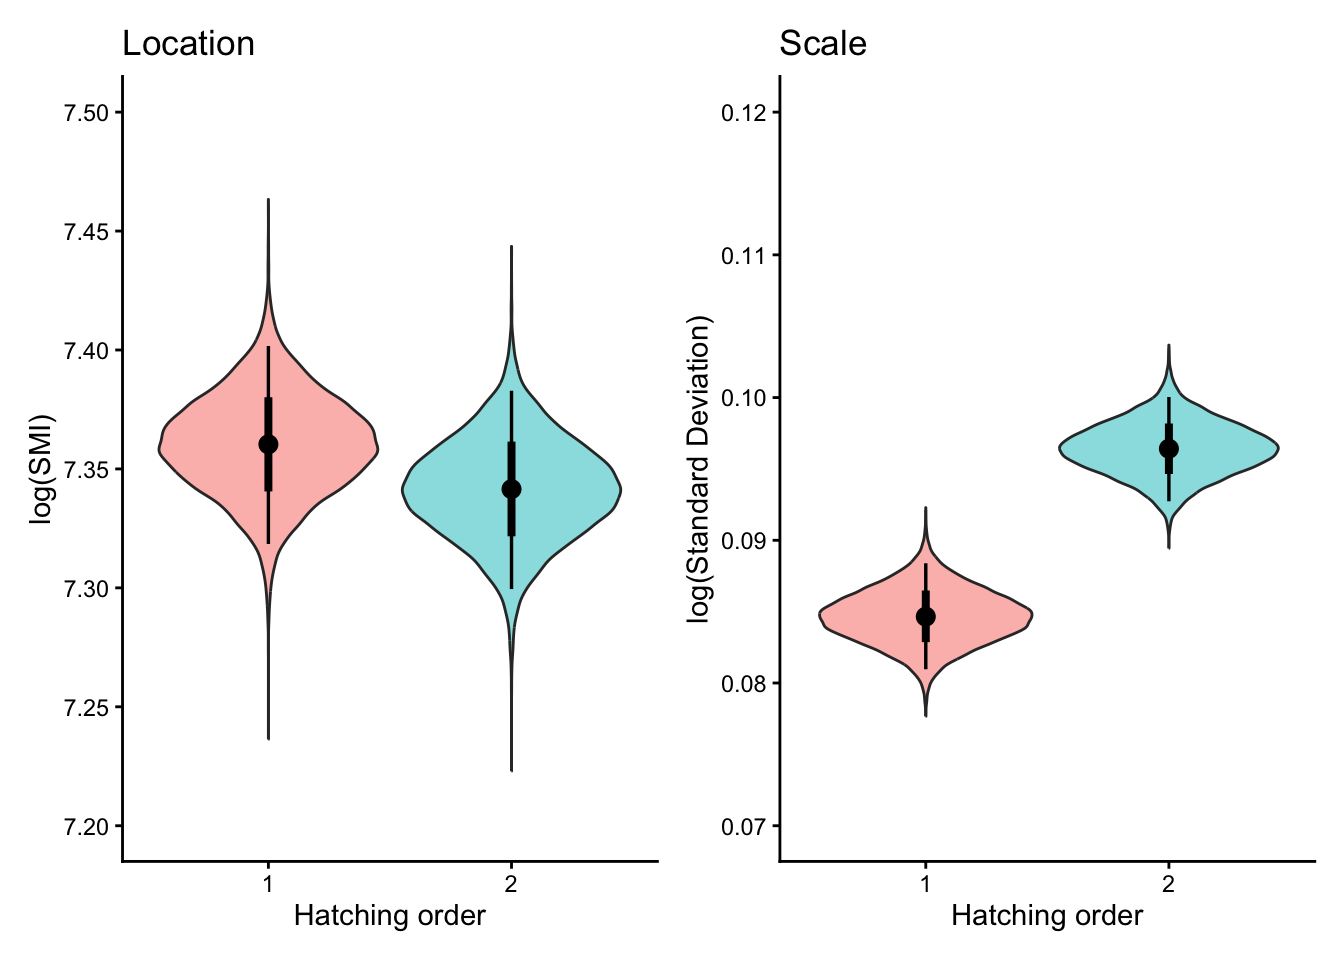 Location
log(SMI)
7.50
7.45
7.40
7.35
7.30
7.25
7.20
1
2
Hatching order
Scale
log(Standard Deviation)
0.12
0.11
0.10
0.09
0.08
0.07
1
2
Hatching order